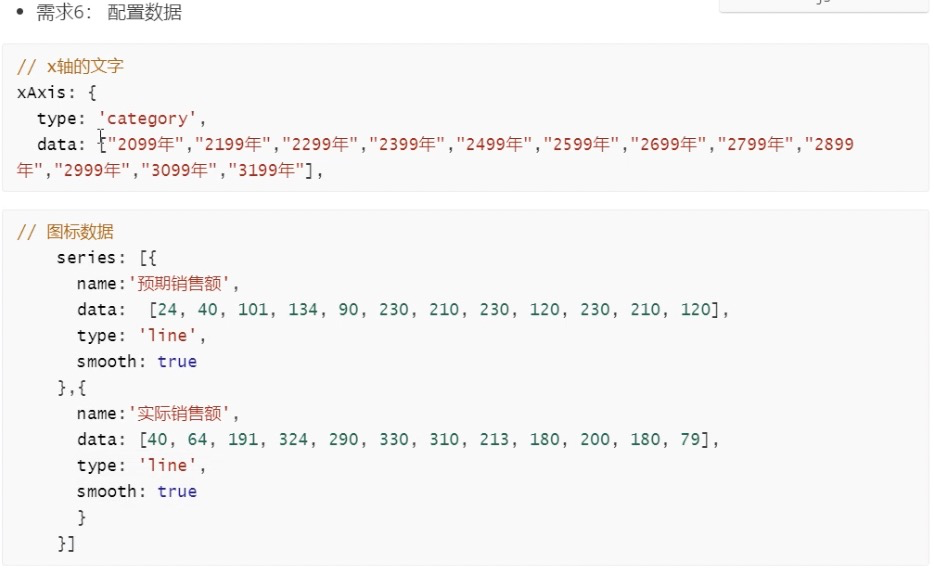 • 需求6： 配置数据
// x轴的文字
xAxis: {
  type: 'category',
  data: ["2099年","2199年","2299年","2399年","2499年","2599年","2699年","2799年","2899
年","2999年","3099年","3199年"],
// 图标数据
    series: [{
      name:'预期销售额',
      data:  [24, 40, 101, 134, 90, 230, 210, 230, 120, 230, 210, 120],
      type: 'line',
      smooth: true
    },{
      name:'实际销售额',
      data: [40, 64, 191, 324, 290, 330, 310, 213, 180, 200, 180, 79],
      type: 'line',
      smooth: true
      }
    }]